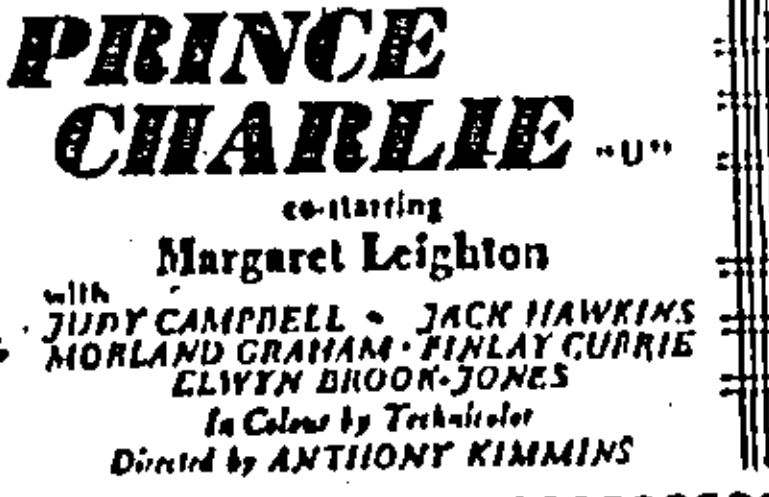 PRINCE
CHARLIE "U"
co-starring
Margaret Leighton
with
JUDY CAMPBELL • JACK HAWKINS
MORLAND GRAHAM • FINLAY CURRIE
ELWYN BROOK-JONES
In Colour by Technicolor
Directed by ANTHONY KIMMINS